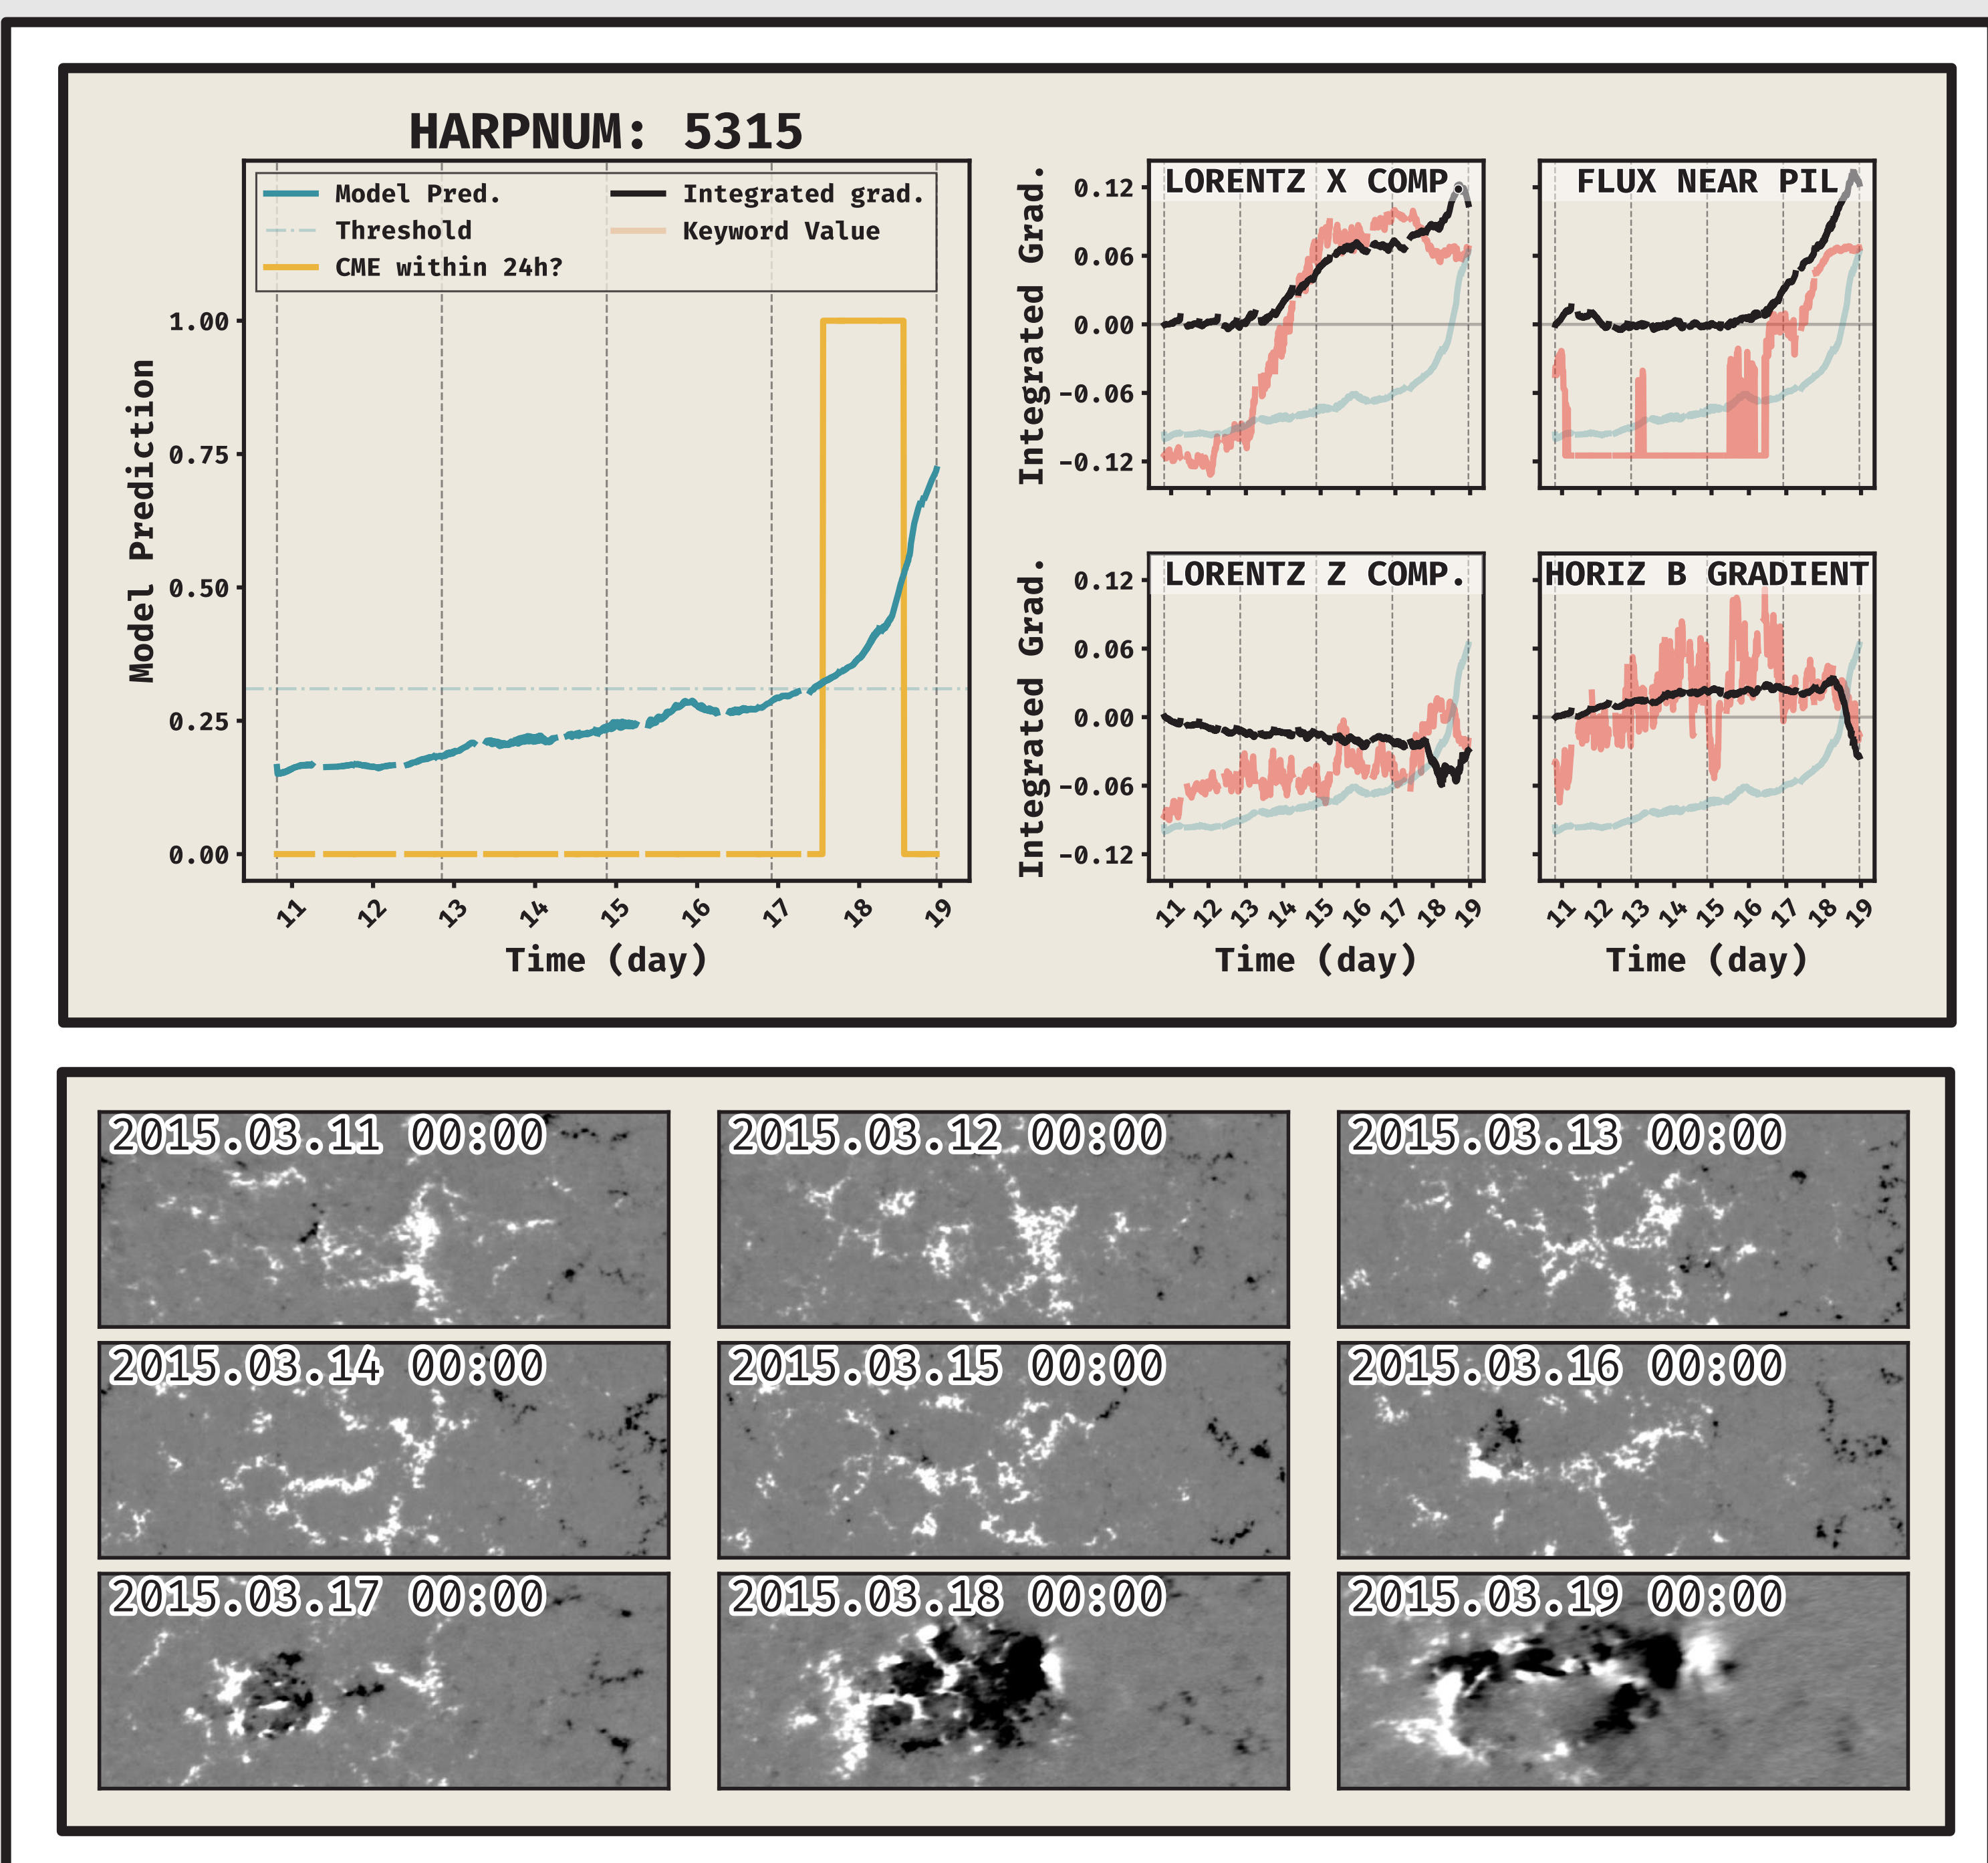 HARPNUM: 5315
Model Pred.
Threshold
CME within 24h?
Integrated grad.
Keyword Value
Model Prediction
1.00
0.75
0.50
0.25
0.00
11 12 13 14 15 16 17 18 19
Time (day)
LORENTZ X COMP.
Integrated Grad.
0.12
0.06
0.00
-0.06
-0.12
FLUX NEAR PIL
LORENTZ Z COMP.
Integrated Grad.
0.12
0.06
0.00
-0.06
-0.12
11 12 13 14 15 16 17 18 19
Time (day)
HORIZ B GRADIENT
11 12 13 14 15 16 17 18 19
Time (day)
2015.03.11 00:00
2015.03.12 00:00
2015.03.13 00:00
2015.03.14 00:00
2015.03.15 00:00
2015.03.16 00:00
2015.03.17 00:00
2015.03.18 00:00
2015.03.19 00:00